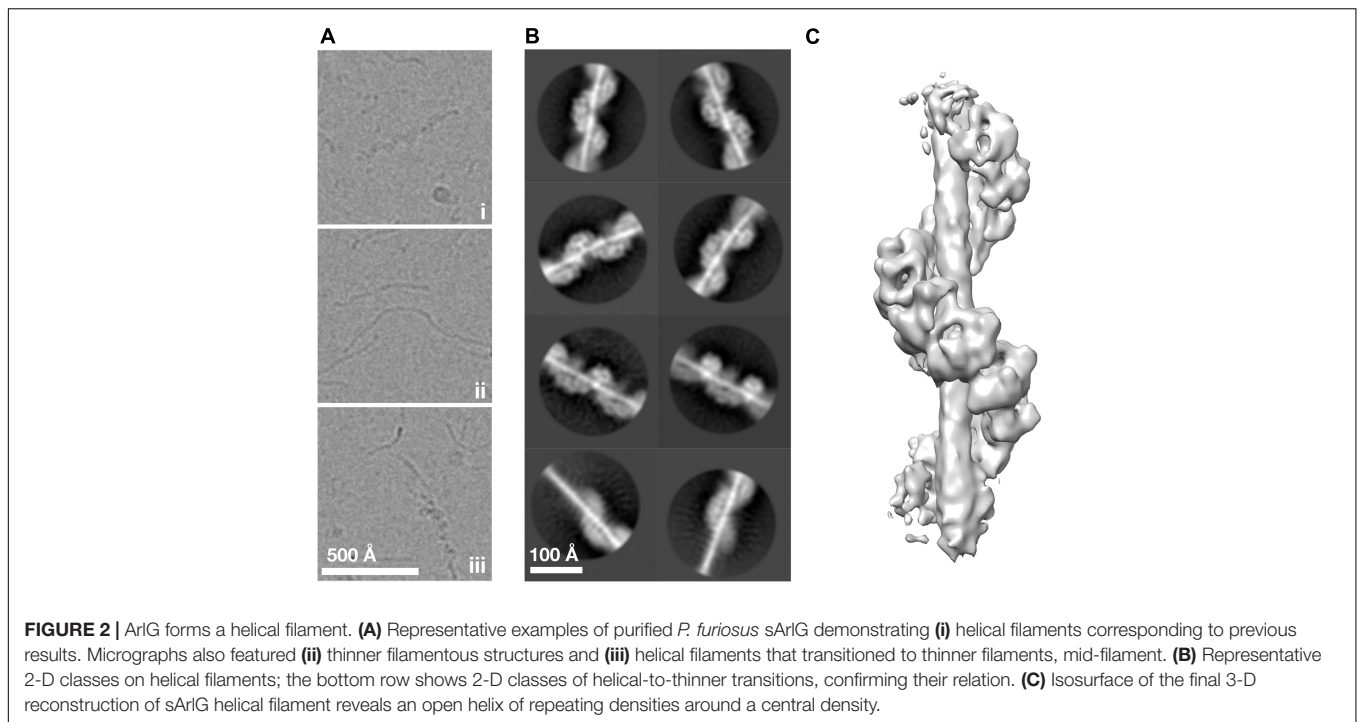 A
B
C
i
ii
500 Å
iii
100 Å
FIGURE 2 | ArlG forms a helical filament. (A) Representative examples of purified P. furiosus sArlG demonstrating (i) helical filaments corresponding to previous
results. Micrographs also featured (ii) thinner filamentous structures and (iii) helical filaments that transitioned to thinner filaments, mid-filament. (B) Representative
2-D classes on helical filaments; the bottom row shows 2-D classes of helical-to-thinner transitions, confirming their relation. (C) Isosurface of the final 3-D
reconstruction of sArlG helical filament reveals an open helix of repeating densities around a central density.